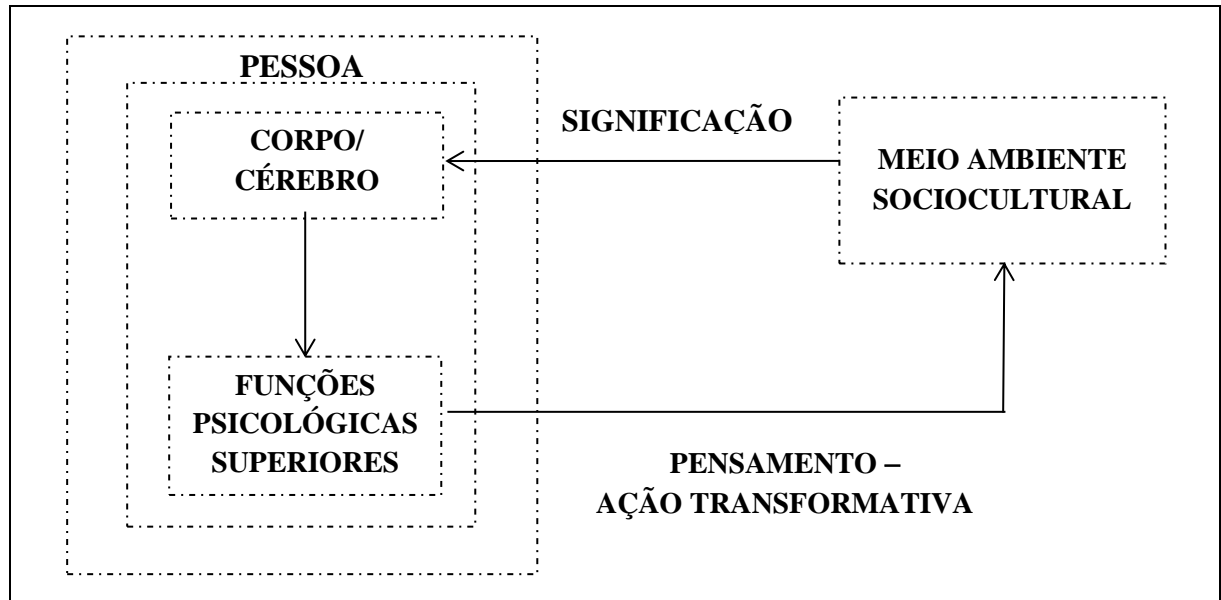 PESSOA
CORPO/
CÉREBRO
SIGNIFICAÇÃO
MEIO AMBIENTE
SOCIOCULTURAL
FUNÇÕES
PSICOLÓGICAS
SUPERIORES
PENSAMENTO –
AÇÃO TRANSFORMATIVA